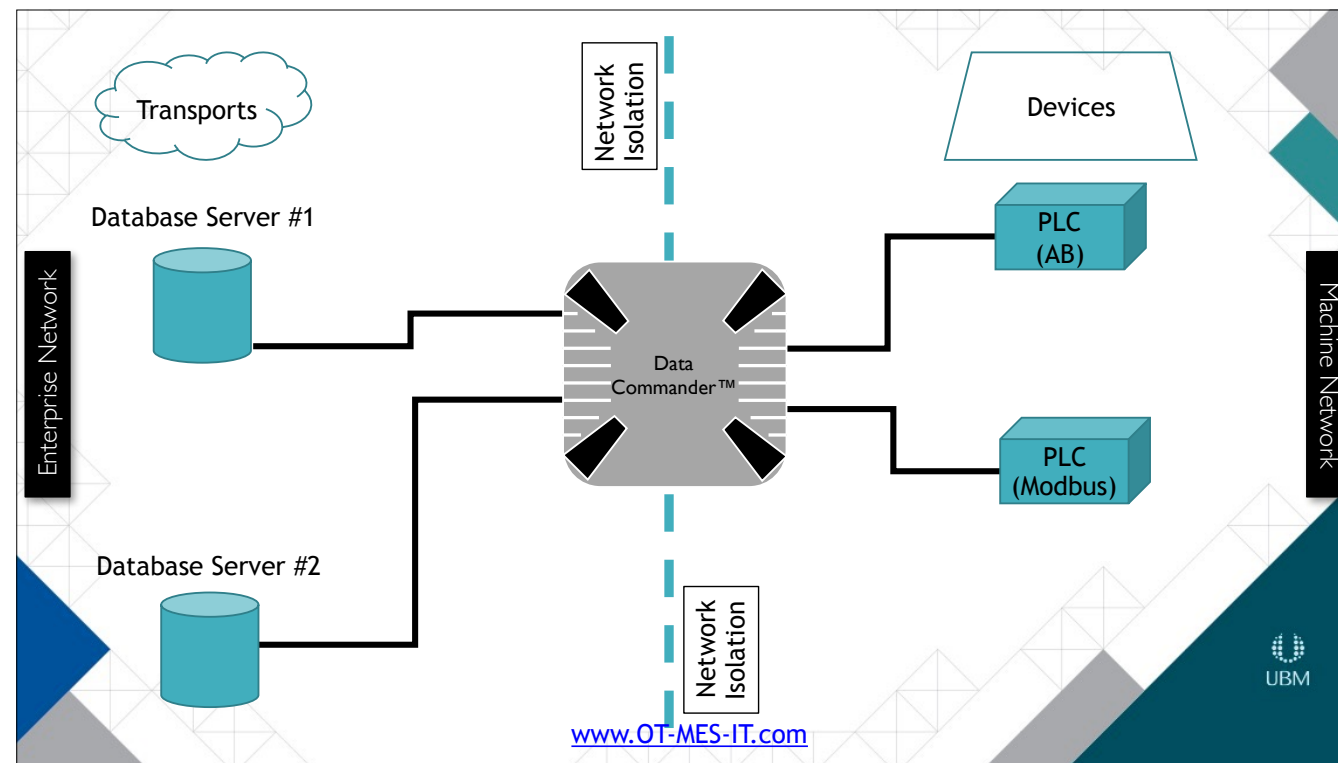 Transports
Network
Isolation
Devices
Database Server #1
PLC
(AB)
Enterprise Network
Machine Network
Data
Commander™
PLC
(Modbus)
Database Server #2
Network
Isolation
UBM
www.OT-MES-IT.com